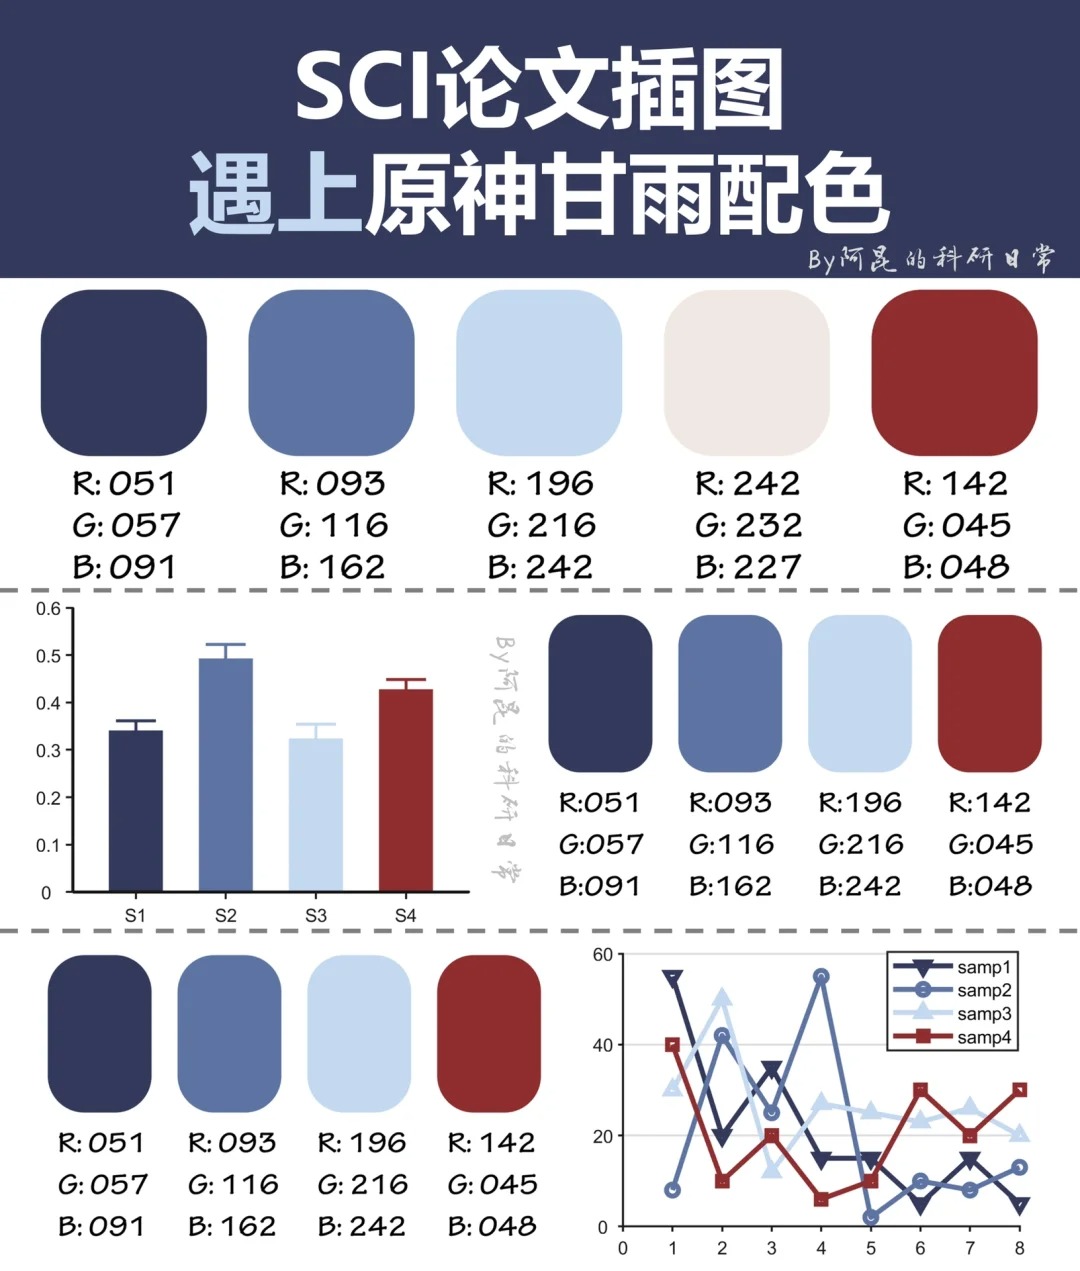 SCI论文插图
遇上原神甘雨配色
By阿昆的科研日常
R: 051 R: 093 R: 196 R: 242 R: 142
G: 057 G: 116 G: 216 G: 232 G: 045
B: 091 B: 162 B: 242 B: 227 B: 048
0.6
0.5
0.4
0.3
0.2
0.1
0
S1 S2 S3 S4
By阿昆的科研日常
R:051 R:093 R:196 R:142
G:057 G:116 G:216 G:045
B:091 B:162 B:242 B:048
R: 051 R: 093 R: 196 R: 142
G: 057 G: 116 G: 216 G: 045
B: 091 B: 162 B: 242 B: 048
60
40
20
0
0 1 2 3 4 5 6 7 8
samp1
samp2
samp3
samp4